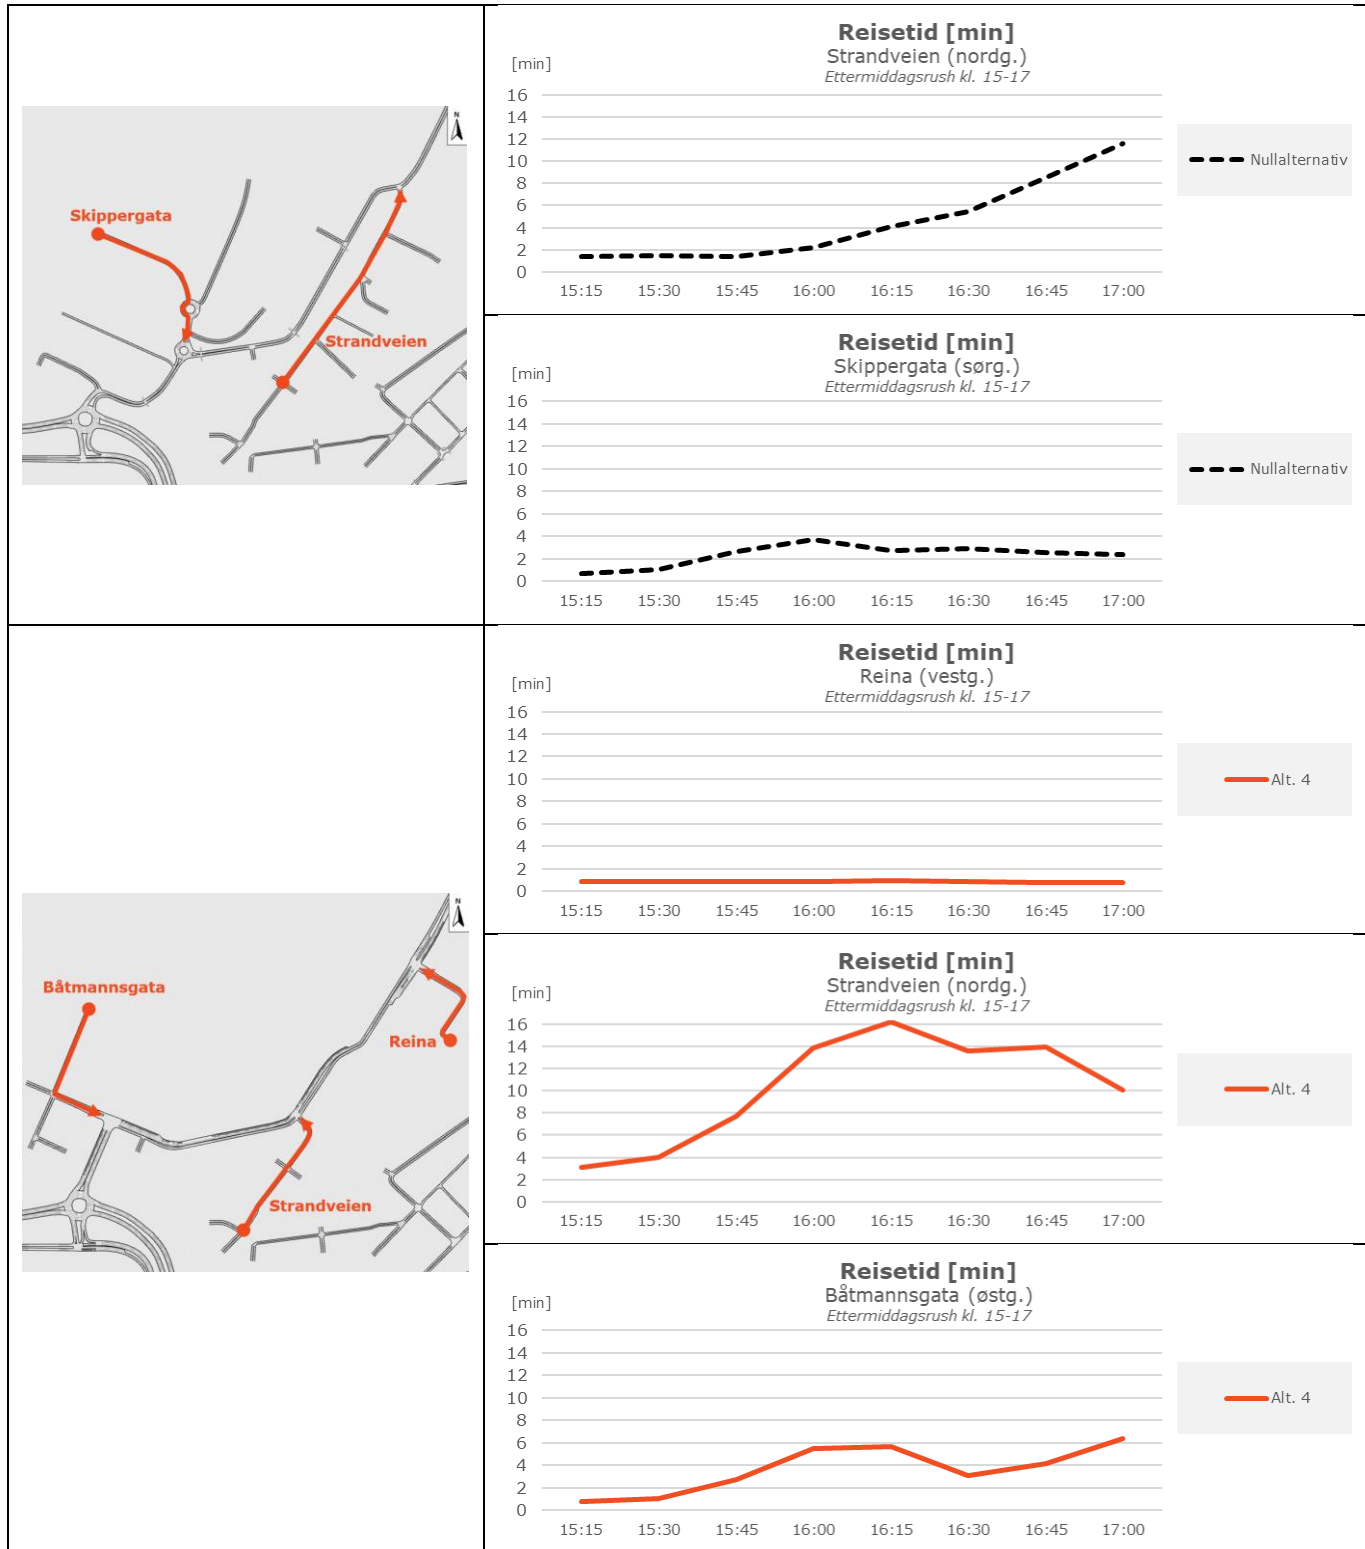 N
Skippergata
Strandveien
Reisetid [min]
Strandveien (nordg.)
Ettermiddagsrush kl. 15-17
[min]
16
14
12
10
8
6
4
2
0
15:15 15:30 15:45 16:00 16:15 16:30 16:45 17:00
Nullalternativ
Reisetid [min]
Skippergata (sørg.)
Ettermiddagsrush kl. 15-17
[min]
16
14
12
10
8
6
4
2
0
15:15 15:30 15:45 16:00 16:15 16:30 16:45 17:00
Nullalternativ
N
Båtmannsgata
Reina
Strandveien
Reisetid [min]
Reina (vestg.)
Ettermiddagsrush kl. 15-17
[min]
16
14
12
10
8
6
4
2
0
15:15 15:30 15:45 16:00 16:15 16:30 16:45 17:00
Alt. 4
Reisetid [min]
Strandveien (nordg.)
Ettermiddagsrush kl. 15-17
[min]
16
14
12
10
8
6
4
2
0
15:15 15:30 15:45 16:00 16:15 16:30 16:45 17:00
Alt. 4
Reisetid [min]
Båtmannsgata (østg.)
Ettermiddagsrush kl. 15-17
[min]
16
14
12
10
8
6
4
2
0
15:15 15:30 15:45 16:00 16:15 16:30 16:45 17:00
Alt. 4